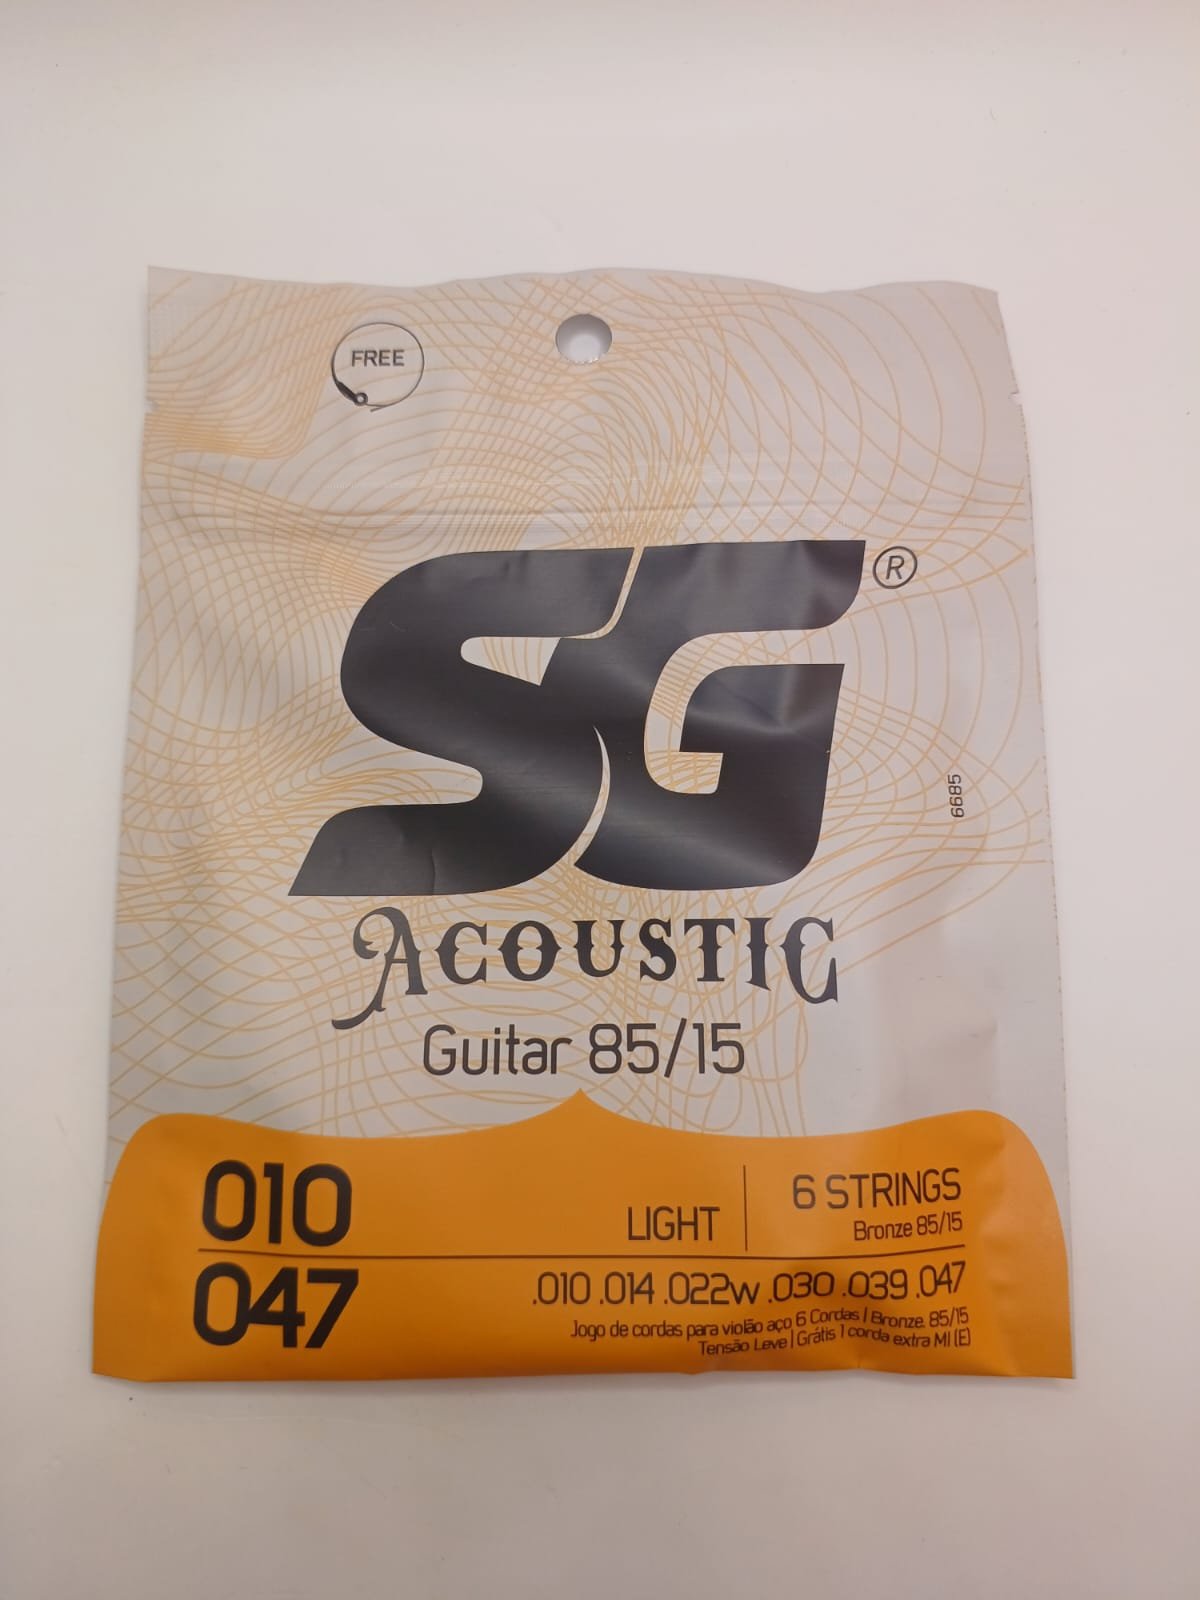 FREE
SG®
6685
ACOUSTIC
Guitar 85/15
010
047
LIGHT
6 STRINGS
Bronze 85/15
.010 .014 .022w .030 .039 .047
Jogo de cordas para violão aço 6 Cordas | Bronze. 85/15
Tensão Leve | Grátis 1 corda extra MI (E)